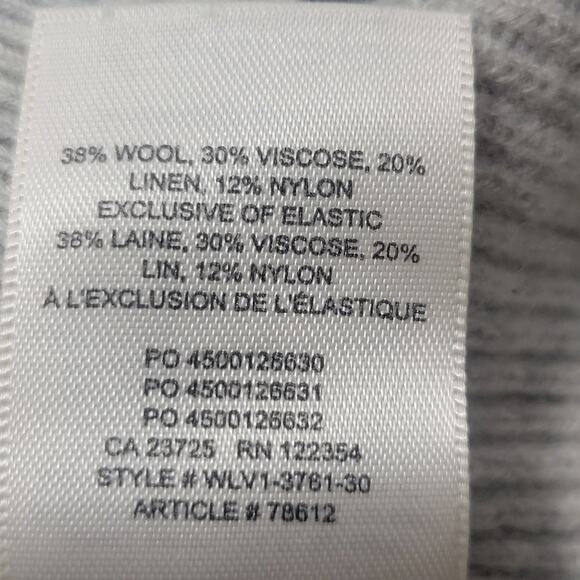 38% WOOL, 30% VISCOSE, 20%
LINEN, 12% NYLON
EXCLUSIVE OF ELASTIC
38% LAINE, 30% VISCOSE, 20%
LIN, 12% NYLON
À L'EXCLUSION DE L'ÉLASTIQUE
PO 4500126630
PO 4500126631
PO 4500126632
CA 23725 RN 122354
STYLE # WLV1-3761-30
ARTICLE # 78612